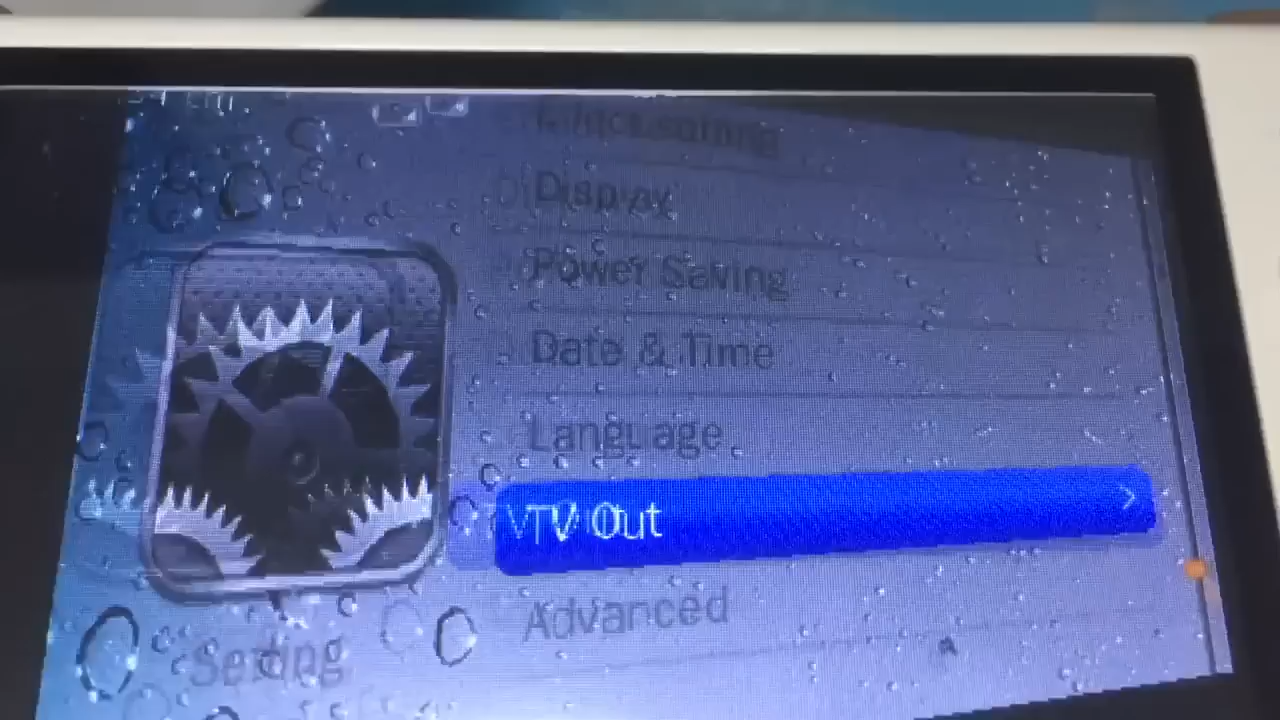 Display
Power Saving
Date & Time
Language
TV Out
Advanced
Setting